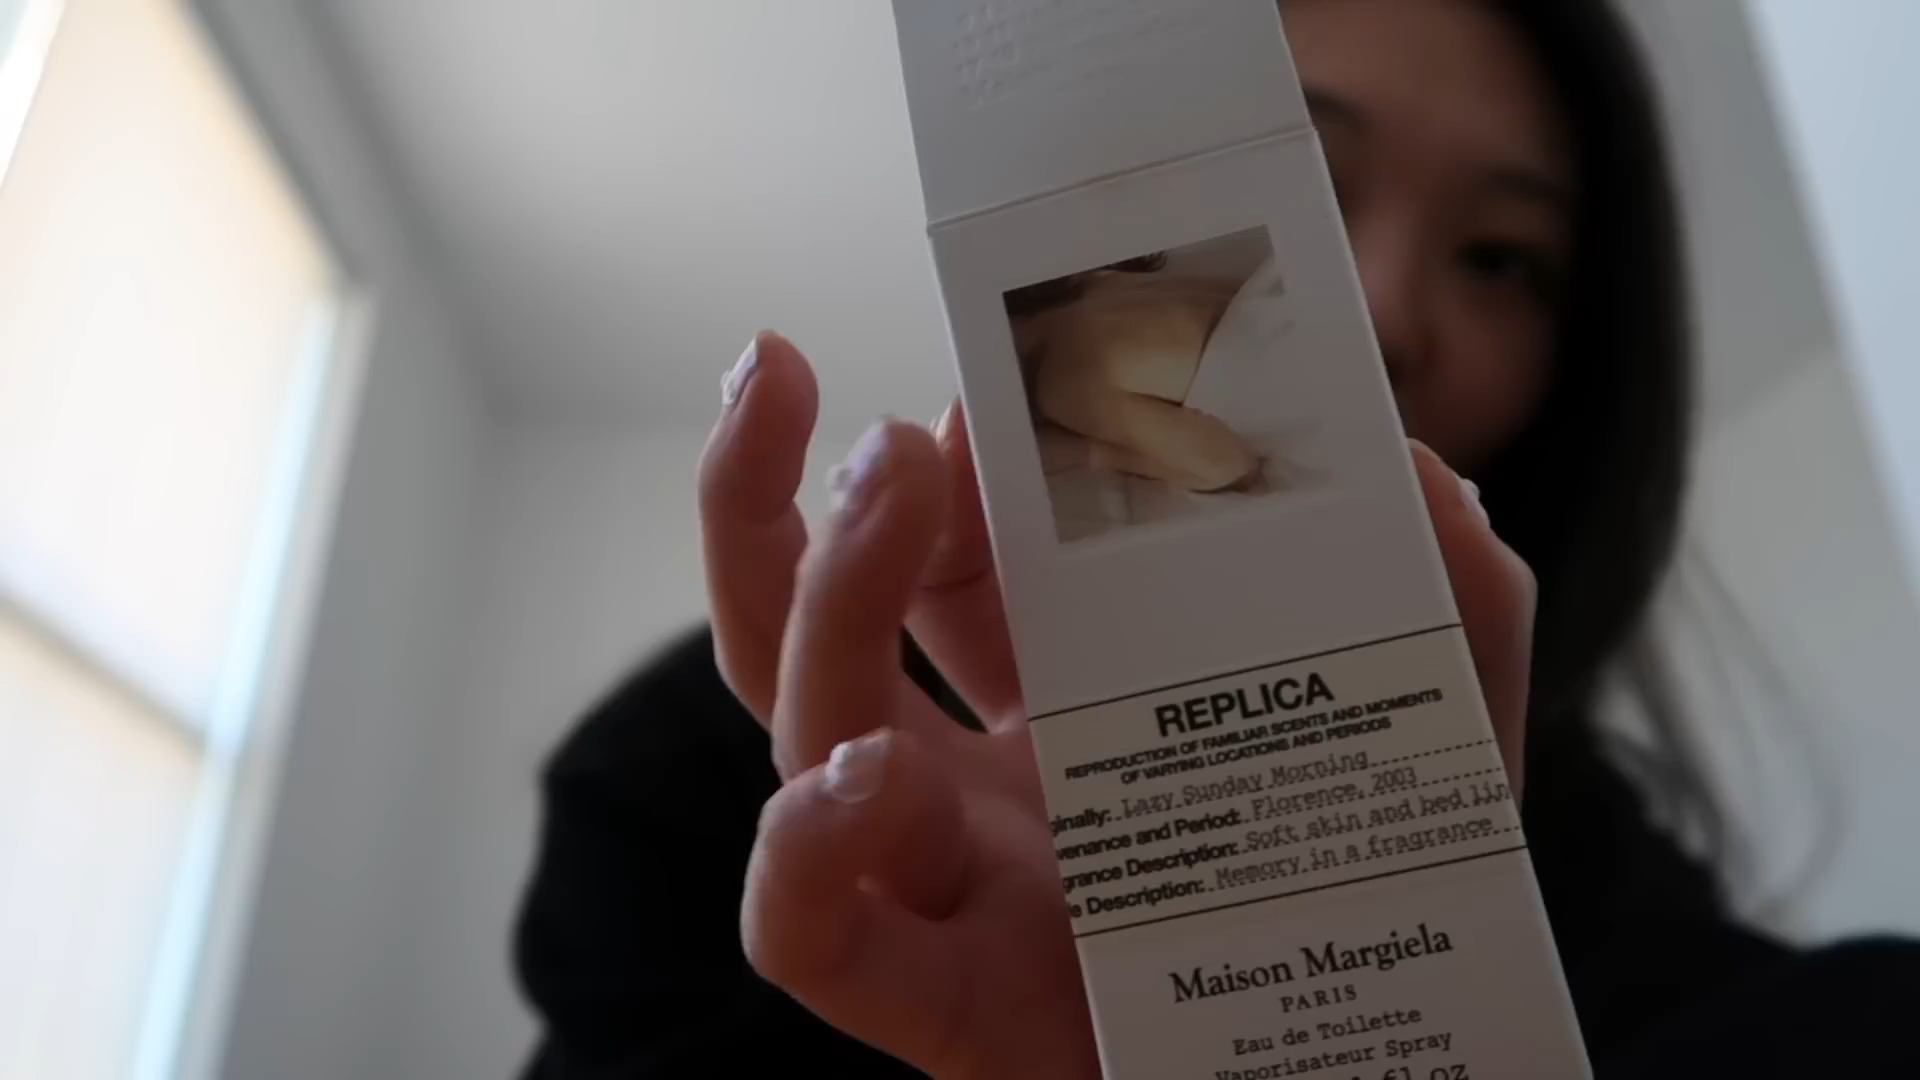 REPLICA
REPRODUCTION OF FAMILIAR SCENTS AND MOMENTS
OF VARYING LOCATIONS AND PERIODS
ginally: Lazy Sunday Morning
venance and Period: Florence, 2003
grance Description: Soft skin and bed lin
e Description: Memory in a fragrance
Maison Margiela
PARIS
Eau de Toilette
Vaporisateur Spray
fl oz